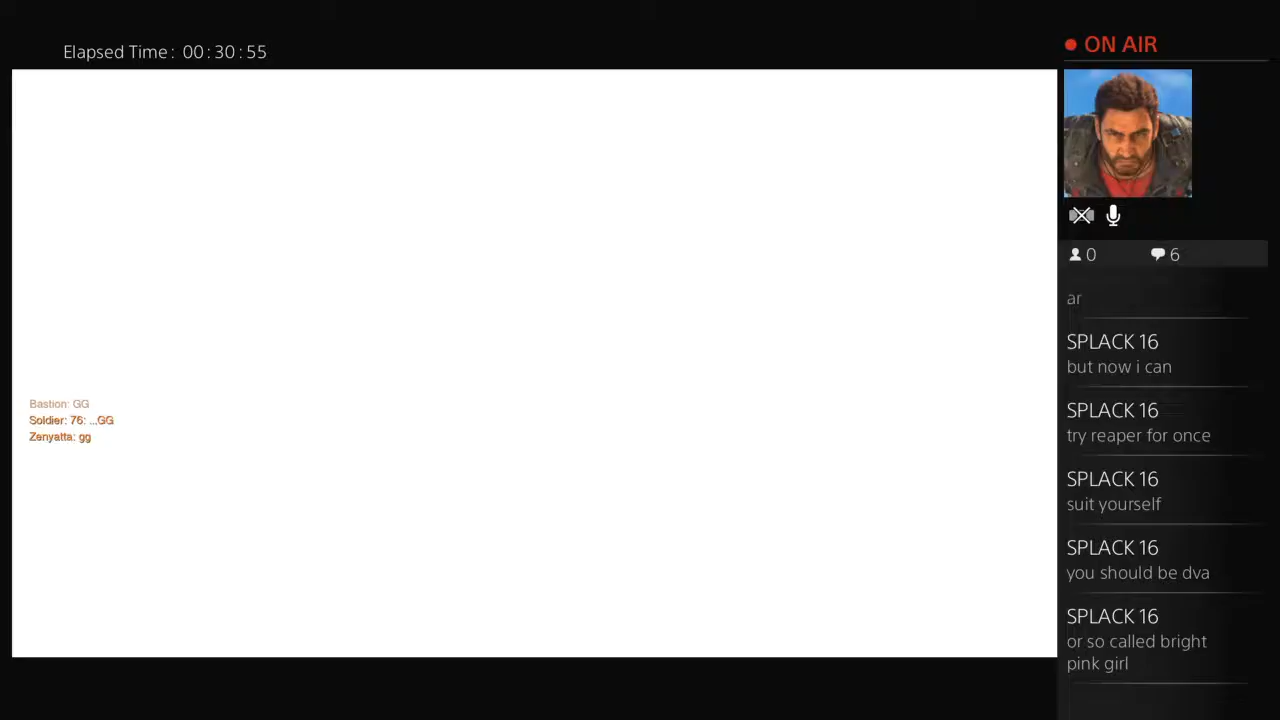 Elapsed Time: 00:30:55
ON AIR
0 6
ar
SPLACK 16
but now i can
SPLACK 16
try reaper for once
SPLACK 16
suit yourself
SPLACK 16
you should be dva
SPLACK 16
or so called bright
pink girl
Bastion: GG
Soldier: 76: ...GG
Zenyatta: gg